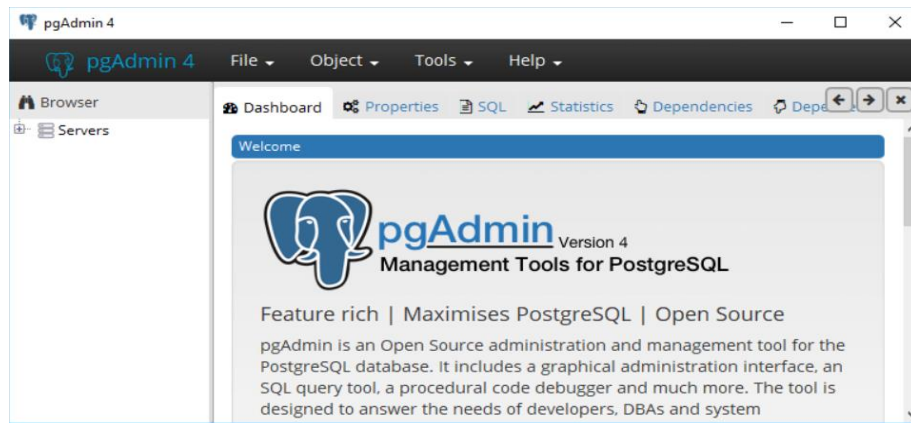 pgAdmin 4
pgAdmin 4 File Object Tools Help
Browser
Dashboard Properties SQL Statistics Dependencies
Servers
Welcome
pgAdmin Version 4
Management Tools for PostgreSQL
Feature rich | Maximises PostgreSQL | Open Source
pgAdmin is an Open Source administration and management tool for the
PostgreSQL database. It includes a graphical administration interface, an
SQL query tool, a procedural code debugger and much more. The tool is
designed to answer the needs of developers, DBAs and system